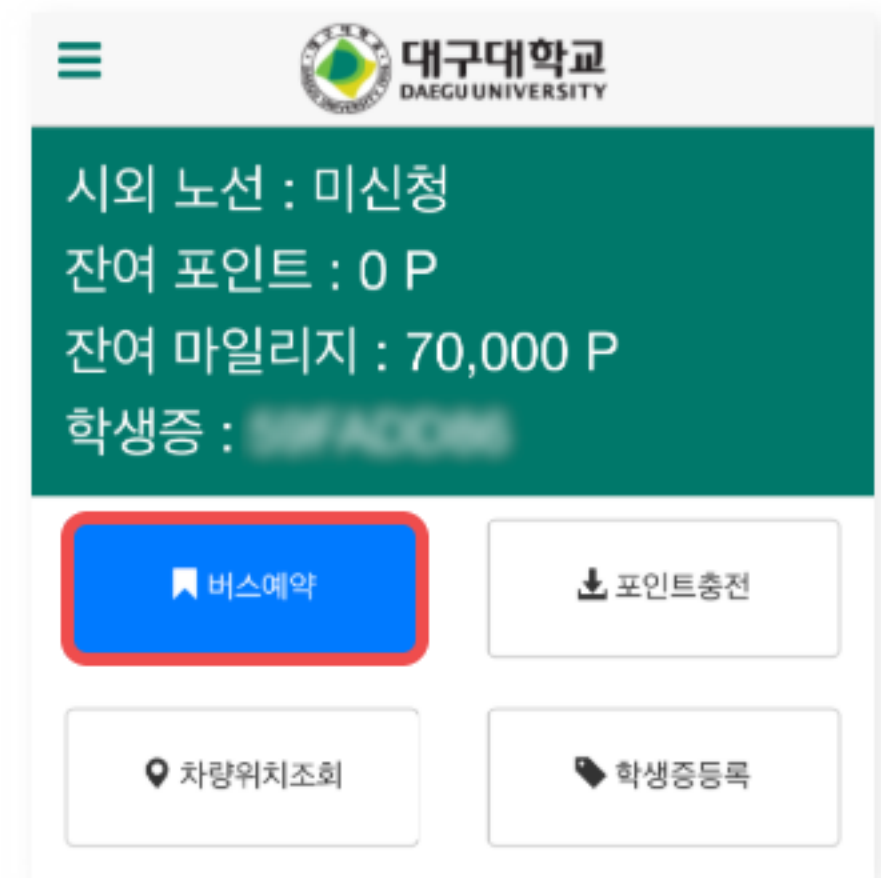 대구대학교
DAEGU UNIVERSITY
시외 노선 : 미신청
잔여 포인트 : 0 P
잔여 마일리지 : 70,000 P
학생증 :
버스예약
포인트충전
차량위치조회
학생증등록